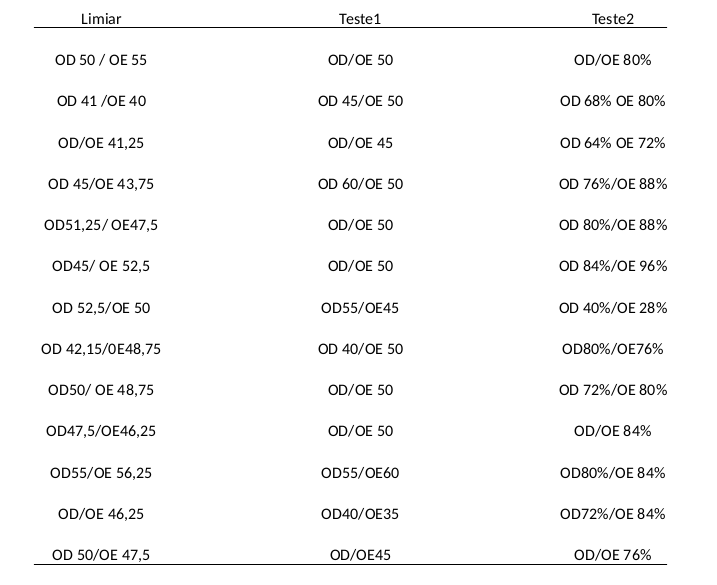 Limiar Teste1 Teste2
OD 50 / OE 55 OD/OE 50 OD/OE 80%
OD 41 /OE 40 OD 45/OE 50 OD 68% OE 80%
OD/OE 41,25 OD/OE 45 OD 64% OE 72%
OD 45/OE 43,75 OD 60/OE 50 OD 76%/OE 88%
OD51,25/ OE47,5 OD/OE 50 OD 80%/OE 88%
OD45/ OE 52,5 OD/OE 50 OD 84%/OE 96%
OD 52,5/OE 50 OD55/OE45 OD 40%/OE 28%
OD 42,15/0E48,75 OD 40/OE 50 OD80%/OE76%
OD50/ OE 48,75 OD/OE 50 OD 72%/OE 80%
OD47,5/OE46,25 OD/OE 50 OD/OE 84%
OD55/OE 56,25 OD55/OE60 OD80%/OE 84%
OD/OE 46,25 OD40/OE35 OD72%/OE 84%
OD 50/OE 47,5 OD/OE45 OD/OE 76%